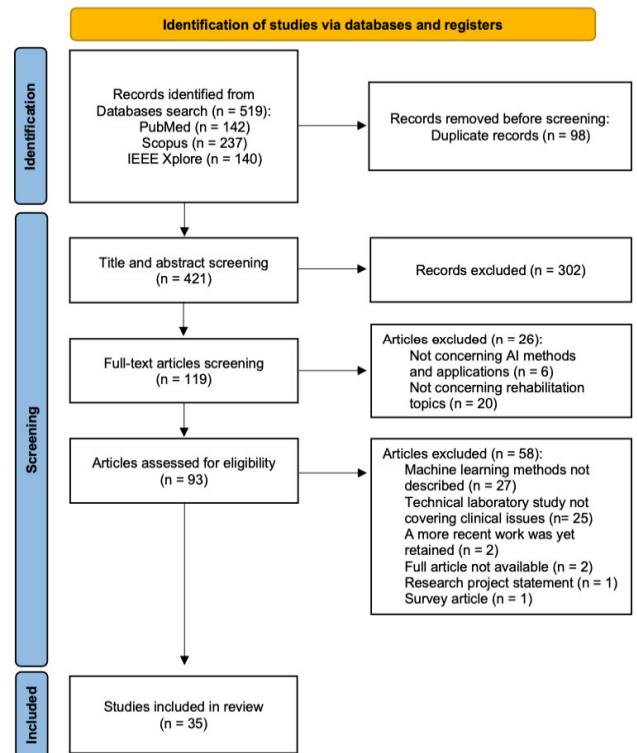 Identification of studies via databases and registers
Identification
Records identified from
Databases search (n = 519):
PubMed (n = 142)
Scopus (n = 237)
IEEE Xplore (n = 140)
Records removed before screening:
Duplicate records (n = 98)
Screening
Title and abstract screening
(n = 421)
Records excluded (n = 302)
Full-text articles screening
(n = 119)
Articles excluded (n = 26):
Not concerning AI methods
and applications (n = 6)
Not concerning rehabilitation
topics (n = 20)
Articles assessed for eligibility
(n = 93)
Articles excluded (n = 58):
Machine learning methods not
described (n = 27)
Technical laboratory study not
covering clinical issues (n= 25)
A more recent work was yet
retained (n = 2)
Full article not available (n = 2)
Research project statement (n = 1)
Survey article (n = 1)
Included
Studies included in review
(n = 35)